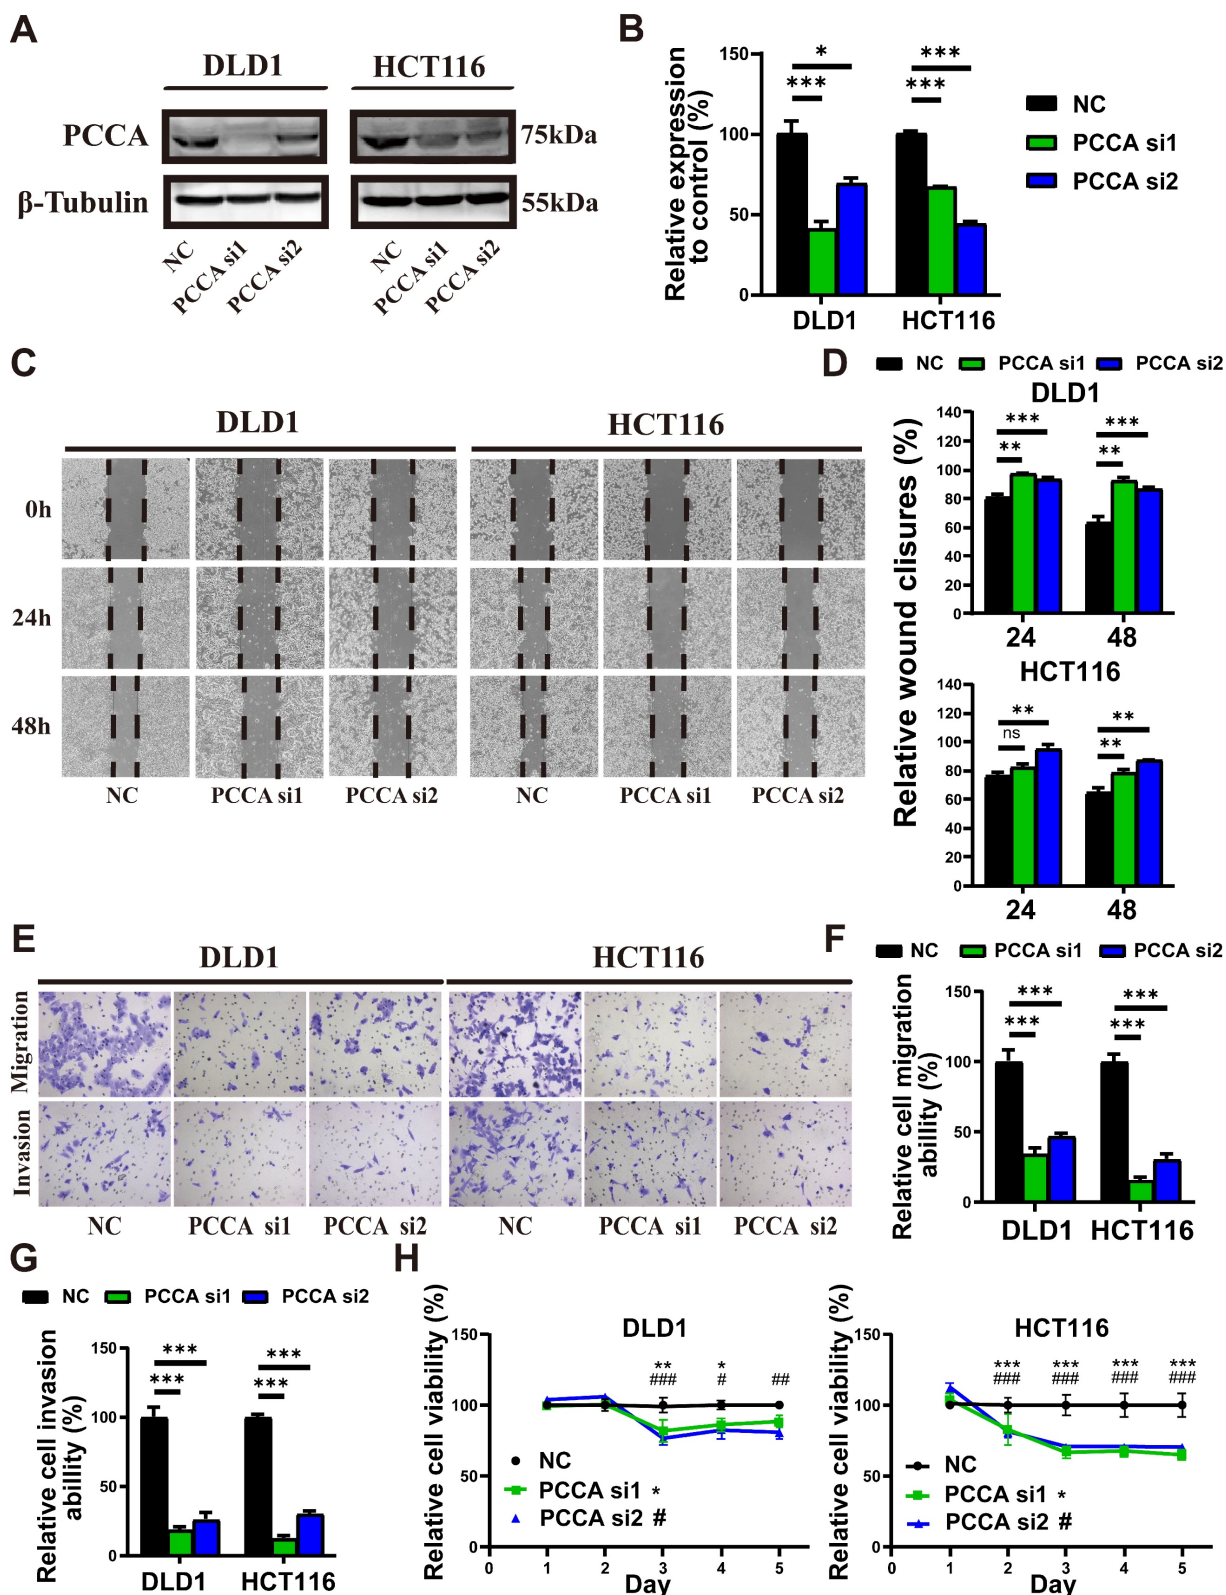 A
DLD1
HCT116
PCCA
75kDa
β-Tubulin
55kDa
NC
PCCA si1
PCCA si2
NC
PCCA si1
PCCA si2
B
Relative expression
to control (%)
150
100
50
0
*
***
***
***
DLD1
HCT116
NC
PCCA si1
PCCA si2
C
DLD1
HCT116
0h
24h
48h
NC
PCCA si1
PCCA si2
NC
PCCA si1
PCCA si2
D
NC
PCCA si1
PCCA si2
Relative wound clisures (%)
DLD1
140
120
100
80
60
40
20
0
***
**
***
**
24
48
HCT116
140
120
100
80
60
40
20
0
**
ns
**
**
24
48
E
DLD1
HCT116
Migration
Invasion
NC
PCCA si1
PCCA si2
NC
PCCA si1
PCCA si2
F
NC
PCCA si1
PCCA si2
Relative cell migration
abillity (%)
150
100
50
0
***
***
***
***
DLD1
HCT116
G
NC
PCCA si1
PCCA si2
Relative cell invasion
abillity (%)
150
100
50
0
***
***
***
***
DLD1
HCT116
H
Relative cell viability (%)
DLD1
150
100
50
0
** * 
### # ##
NC
PCCA si1 *
PCCA si2 #
0 1 2 3 4 5
Day
Relative cell viability (%)
HCT116
150
100
50
0
*** *** *** ***
### ### ### ###
NC
PCCA si1 *
PCCA si2 #
0 1 2 3 4 5
Day